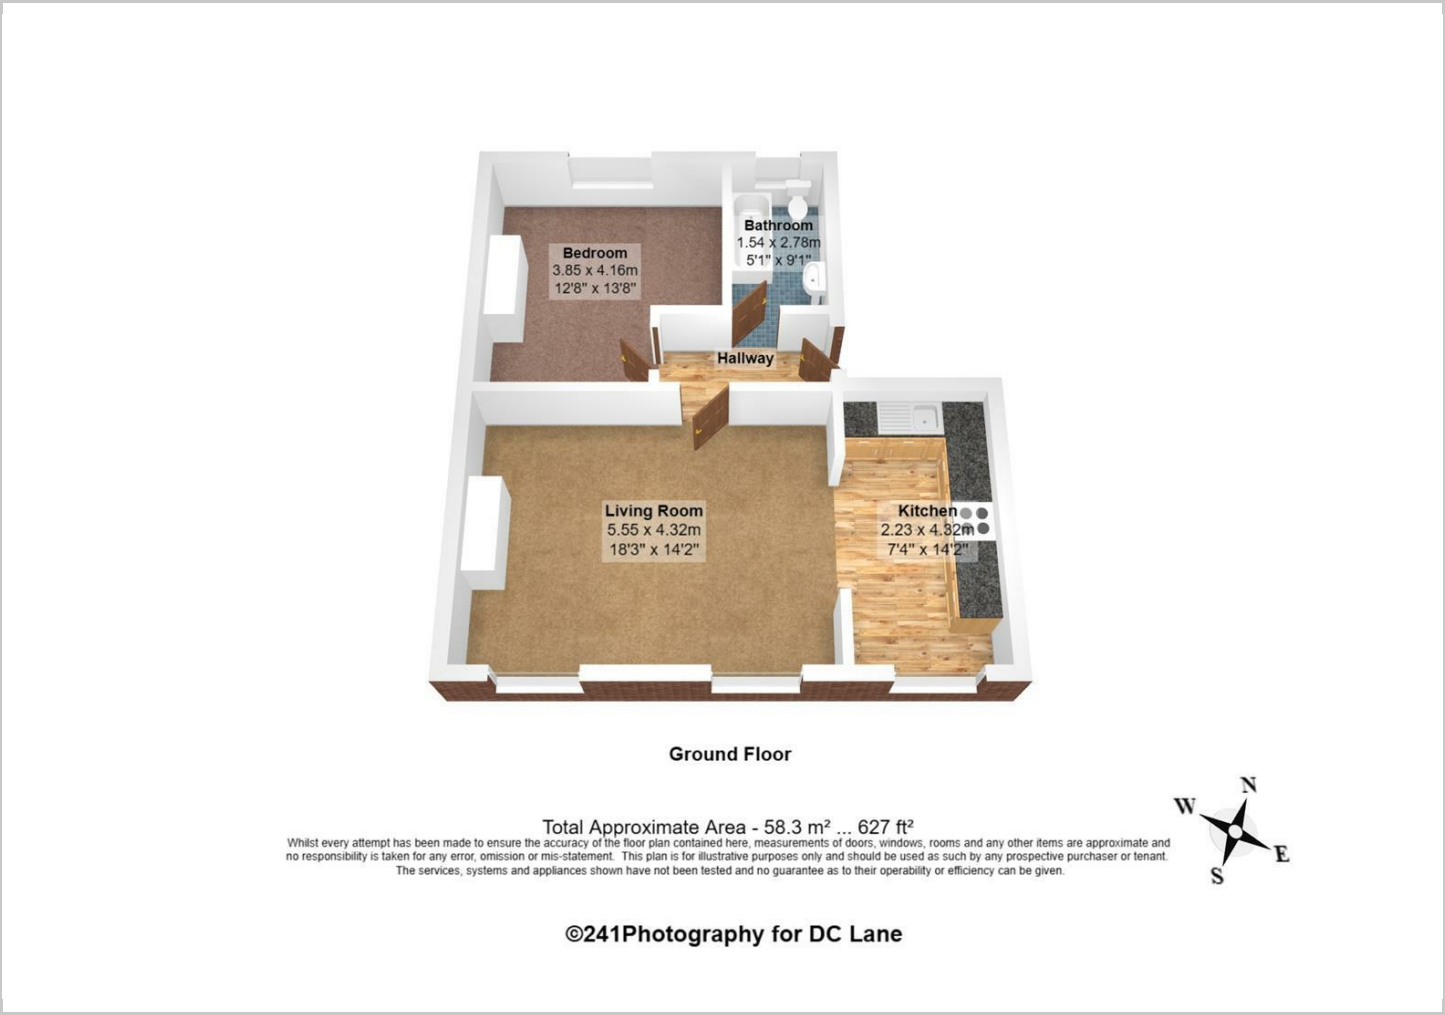 Bedroom
3.85 x 4.16m
12'8" x 13'8"
Bathroom
1.54 x 2.78m
5'1" x 9'1"
Hallway
Living Room
5.55 x 4.32m
18'3" x 14'2"
Kitchen
2.23 x 4.32m
7'4" x 14'2"
Ground Floor
Total Approximate Area - 58.3 m² ... 627 ft²
Whilst every attempt has been made to ensure the accuracy of the floor plan contained here, measurements of doors, windows, rooms and any other items are approximate and
no responsibility is taken for any error, omission or mis-statement. This plan is for illustrative purposes only and should be used as such by any prospective purchaser or tenant.
The services, systems and appliances shown have not been tested and no guarantee as to their operability or efficiency can be given.
N
W
E
S
©241Photography for DC Lane